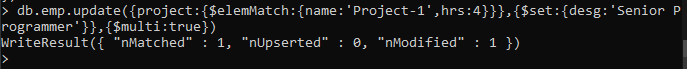 > db.emp.update({project:{$elemMatch:{name:'Project-1',hrs:4}}},{$set:{desg:'Senior P
rogrammer'}},{$multi:true})
WriteResult({ "nMatched" : 1, "nUpserted" : 0, "nModified" : 1 })
>